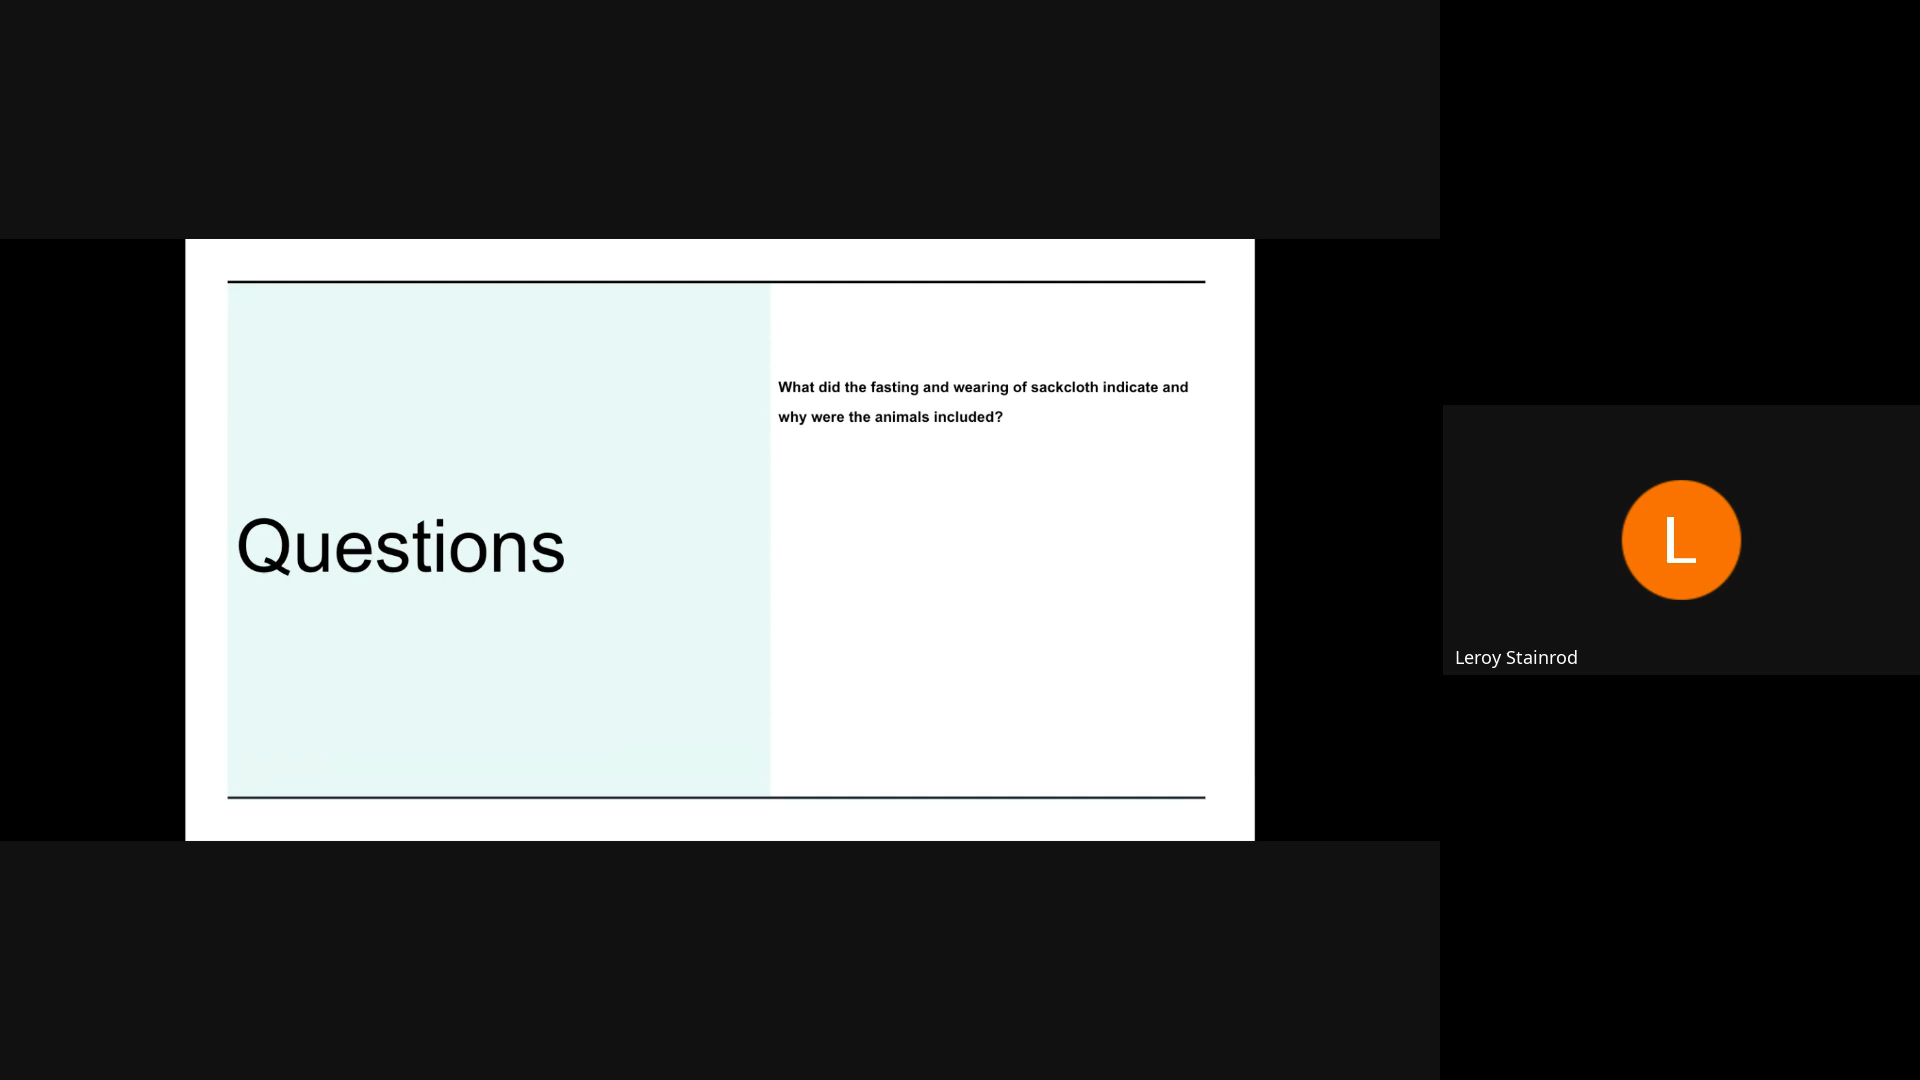 What did the fasting and wearing of sackcloth indicate and
why were the animals included?
Questions
L
Leroy Stainrod